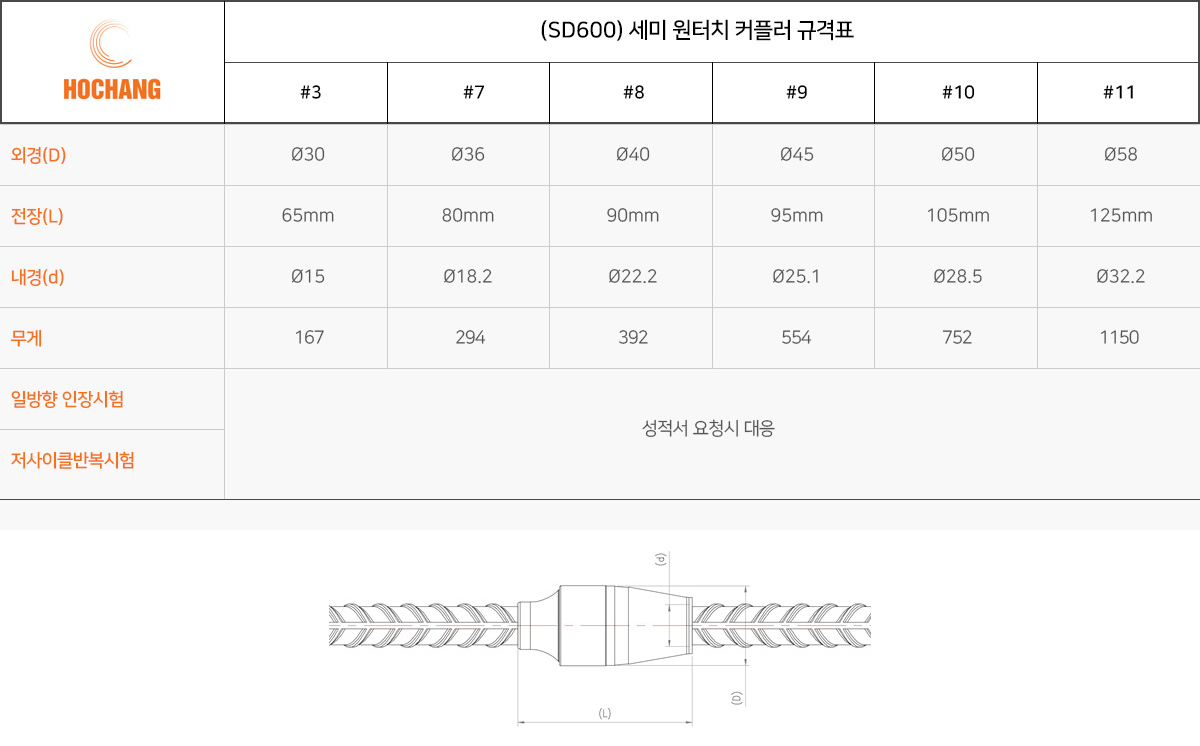 HOCHANG
(SD600) 세미 원터치 커플러 규격표
#3 #7 #8 #9 #10 #11
외경(D) Ø30 Ø36 Ø40 Ø45 Ø50 Ø58
전장(L) 65mm 80mm 90mm 95mm 105mm 125mm
내경(d) Ø15 Ø18.2 Ø22.2 Ø25.1 Ø28.5 Ø32.2
무게 167 294 392 554 752 1150
일방향 인장시험
성적서 요청시 대응
저사이클반복시험
(d)
(D)
(L)